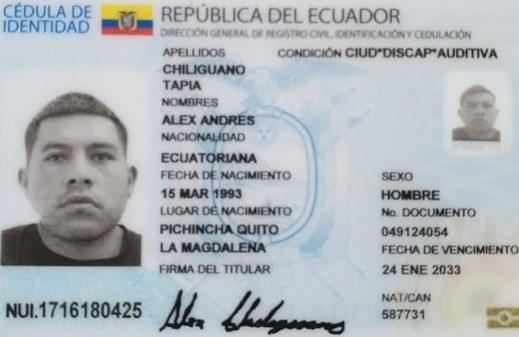 CÉDULA DE
IDENTIDAD
REPÚBLICA DEL ECUADOR
DIRECCIÓN GENERAL DE REGISTRO CIVIL, IDENTIFICACIÓN Y CEDULACIÓN
APELLIDOS
CONDICIÓN CIUD*DISCAP*AUDITIVA
CHILIGUANO
TAPIA
NOMBRES
ALEX ANDRES
NACIONALIDAD
ECUATORIANA
FECHA DE NACIMIENTO
15 MAR 1993
LUGAR DE NACIMIENTO
PICHINCHA QUITO
LA MAGDALENA
FIRMA DEL TITULAR
SEXO
HOMBRE
No. DOCUMENTO
049124054
FECHA DE VENCIMIENTO
24 ENE 2033
NAT/CAN
587731
NUI.1716180425
Alex Chiliguano